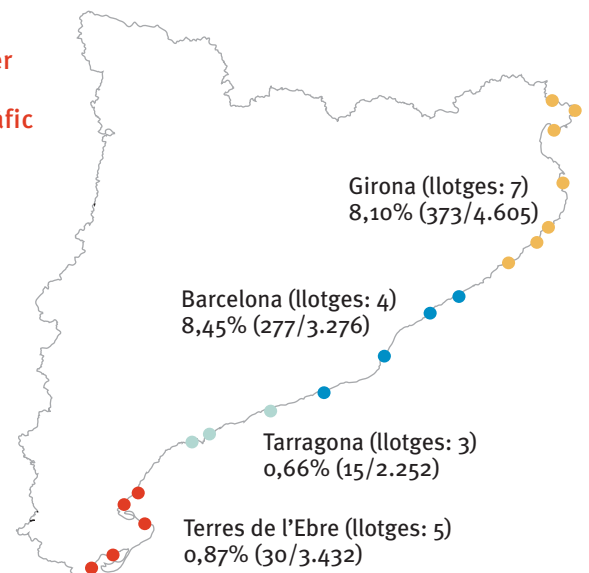 Girona (llotges: 7)
8,10% (373/4.605)
Barcelona (llotges: 4)
8,45% (277/3.276)
Tarragona (llotges: 3)
0,66% (15/2.252)
Terres de l’Ebre (llotges: 5)
0,87% (30/3.432)